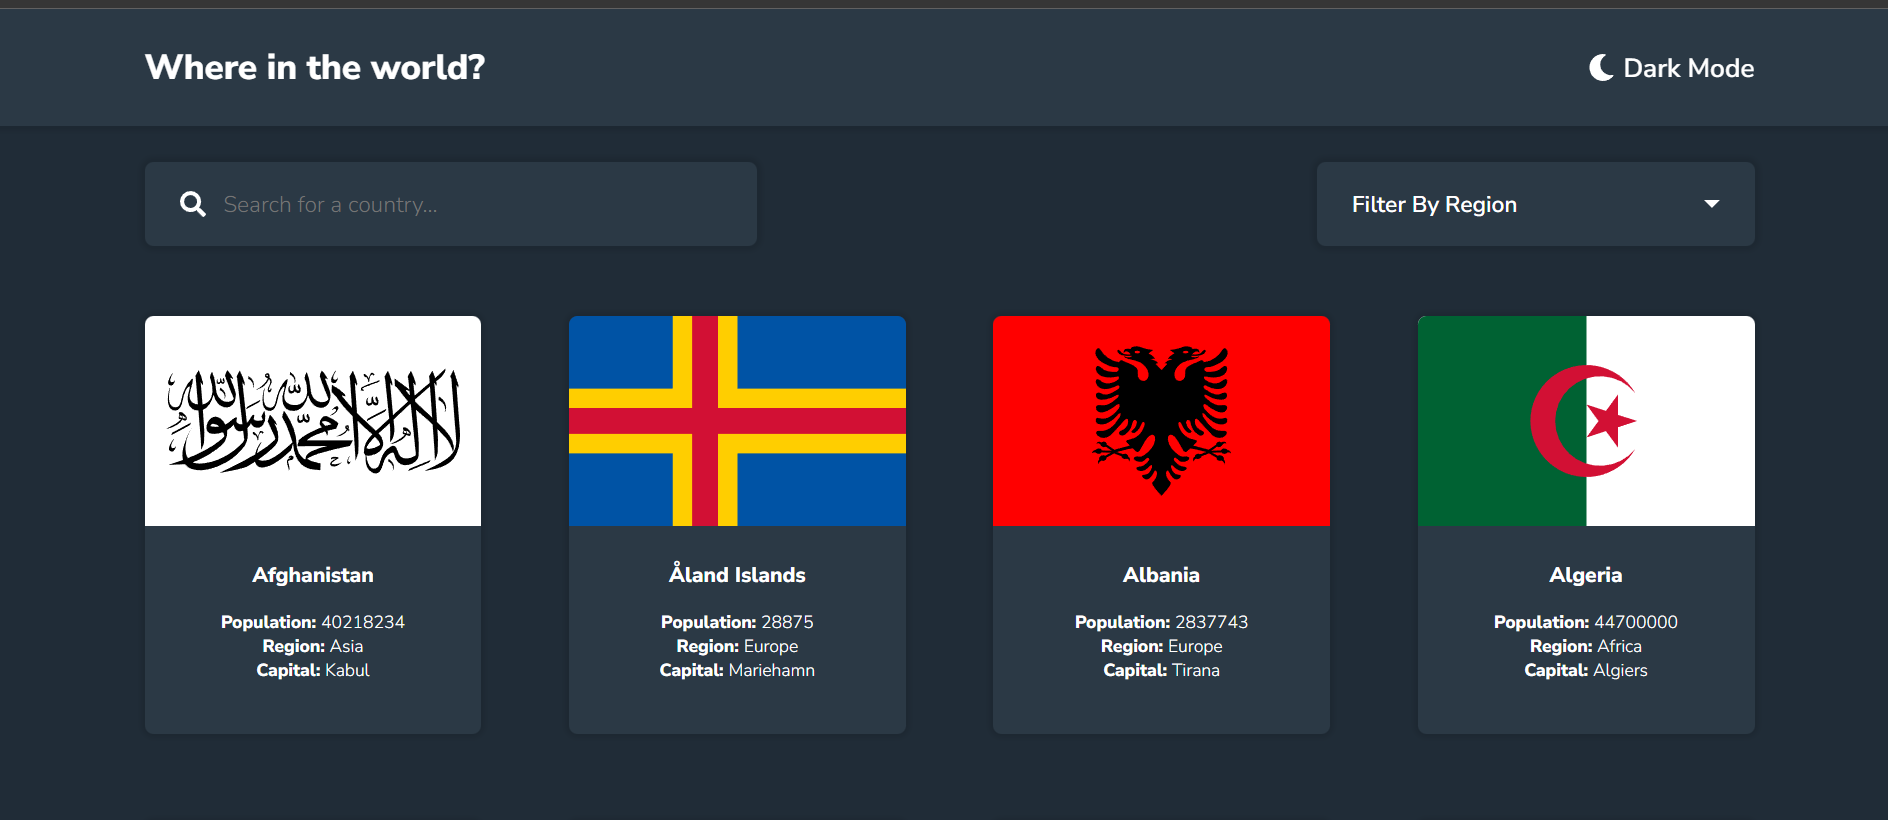 Where in the world?
Dark Mode
Search for a country...
Filter By Region
لا إله إلا الله محمد رسول الله
Afghanistan
Population: 40218234
Region: Asia
Capital: Kabul
Åland Islands
Population: 28875
Region: Europe
Capital: Mariehamn
Albania
Population: 2837743
Region: Europe
Capital: Tirana
Algeria
Population: 44700000
Region: Africa
Capital: Algiers